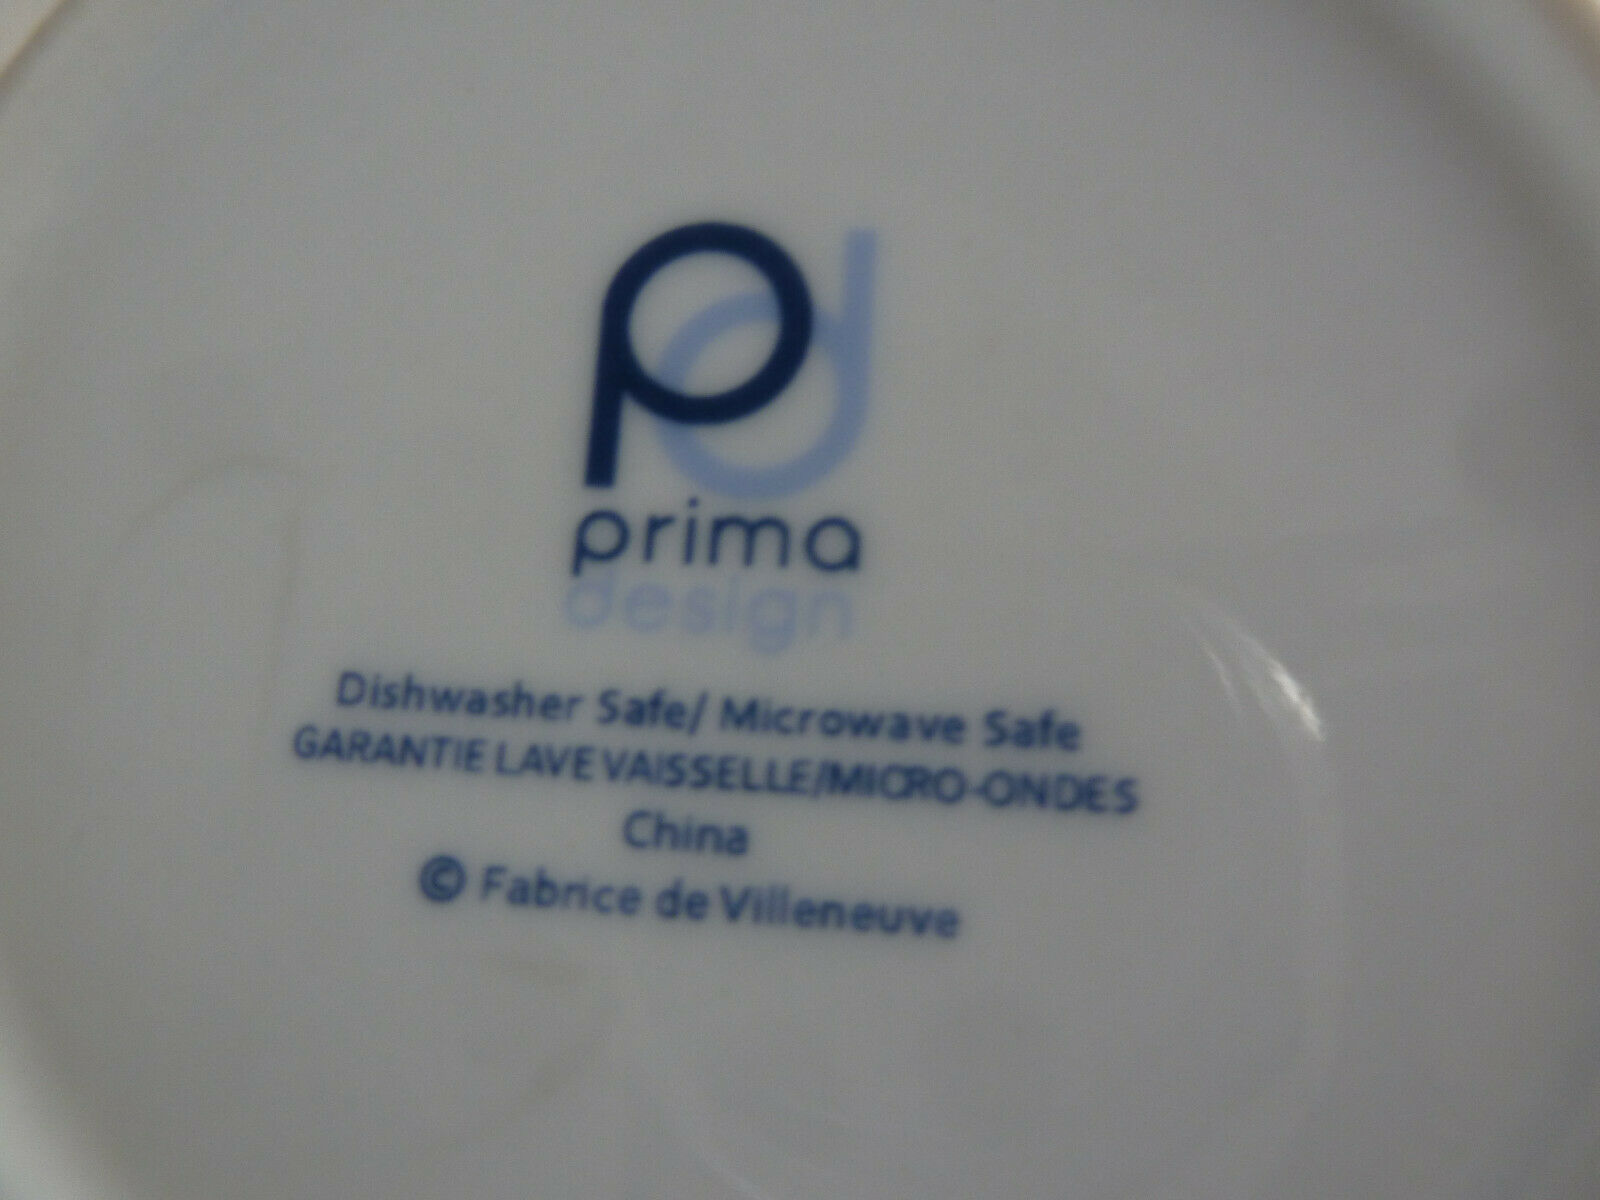 pd
prima
design
Dishwasher Safe/ Microwave Safe
GARANTIE LAVE VAISSELLE/MICRO-ONDES
China
© Fabrice de Villeneuve